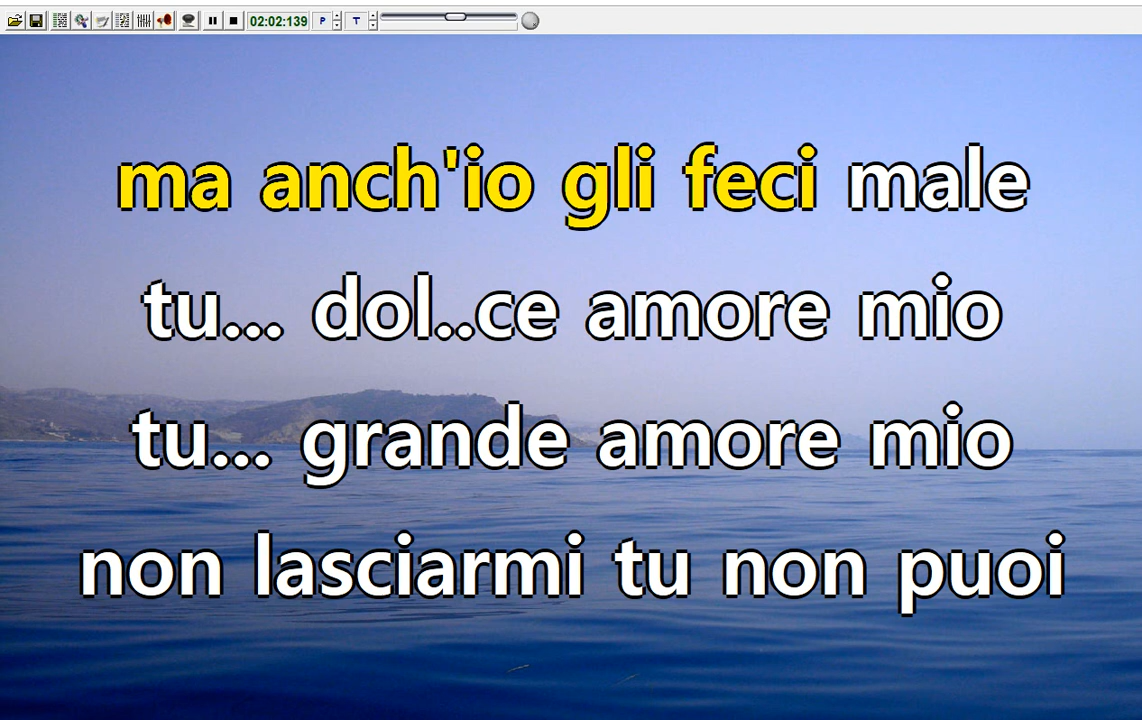 02:02:139 P T
ma anch'io gli feci male
tu... dol..ce amore mio
tu... grande amore mio
non lasciarmi tu non puoi